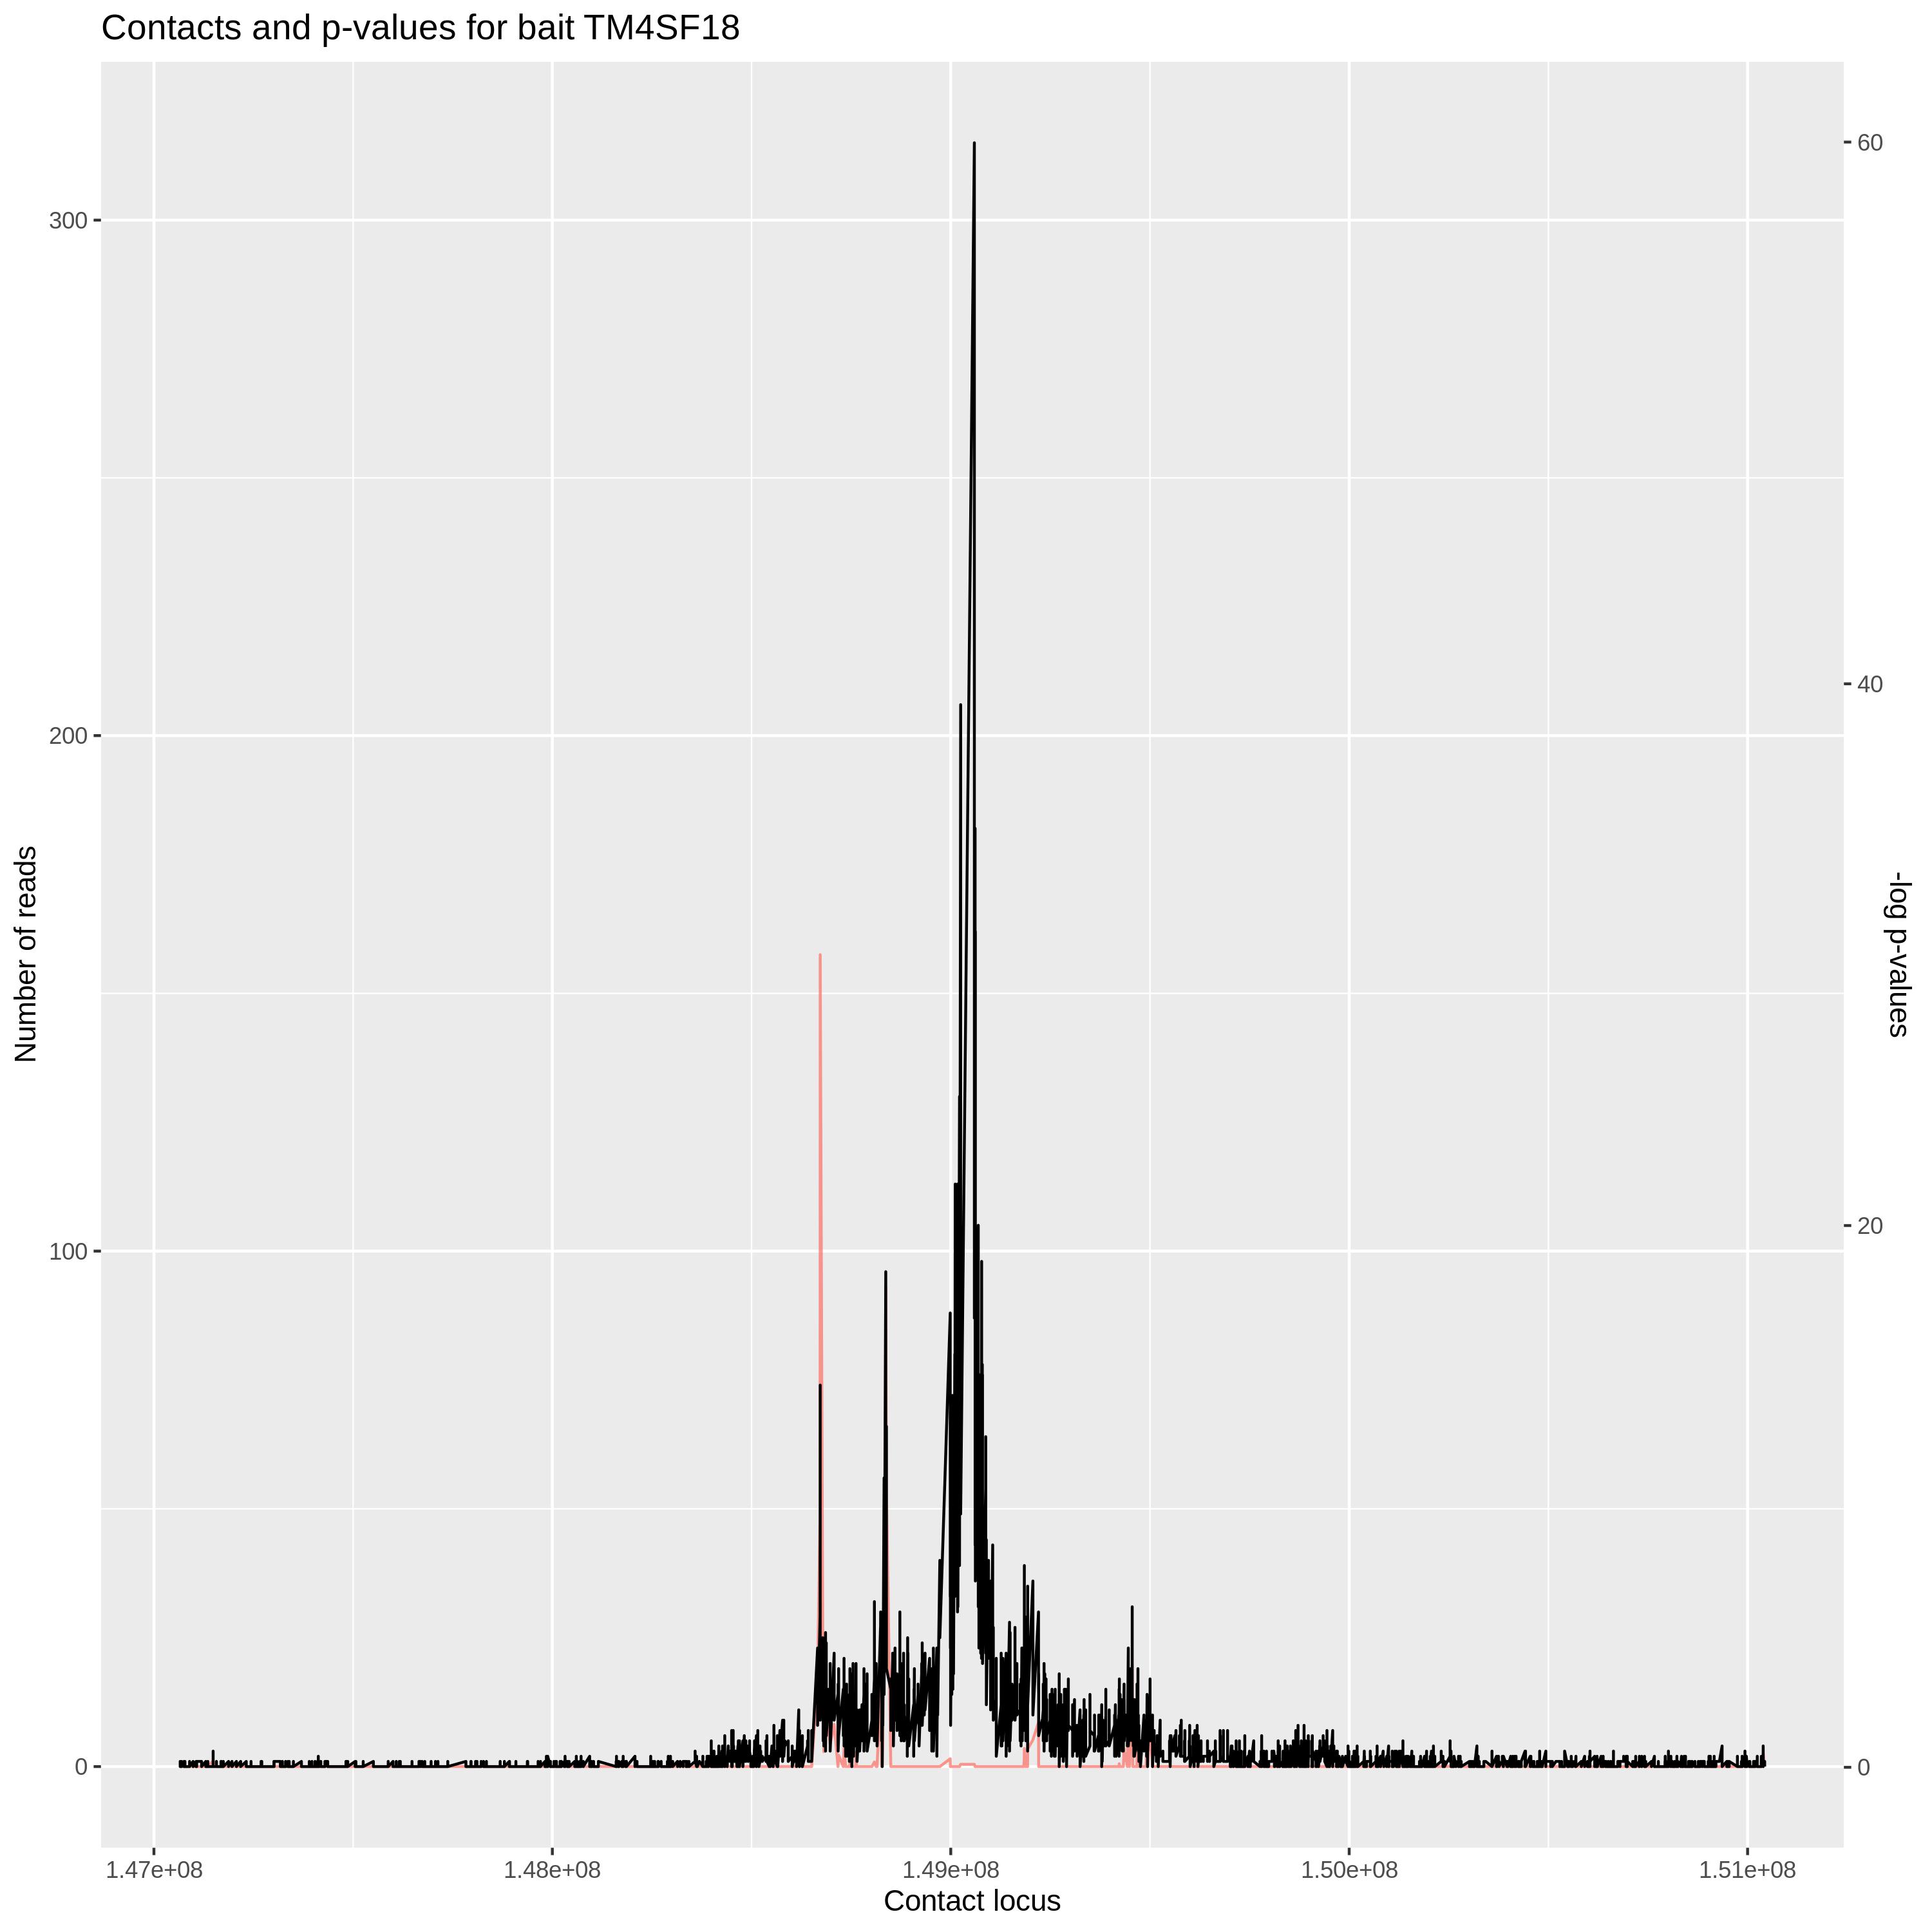 Contacts and p-values for bait TM4SF18
Number of reads
300
200
100
0
60
40
20
0
-log p-values
1.47e+08
1.48e+08
1.49e+08
1.50e+08
1.51e+08
Contact locus